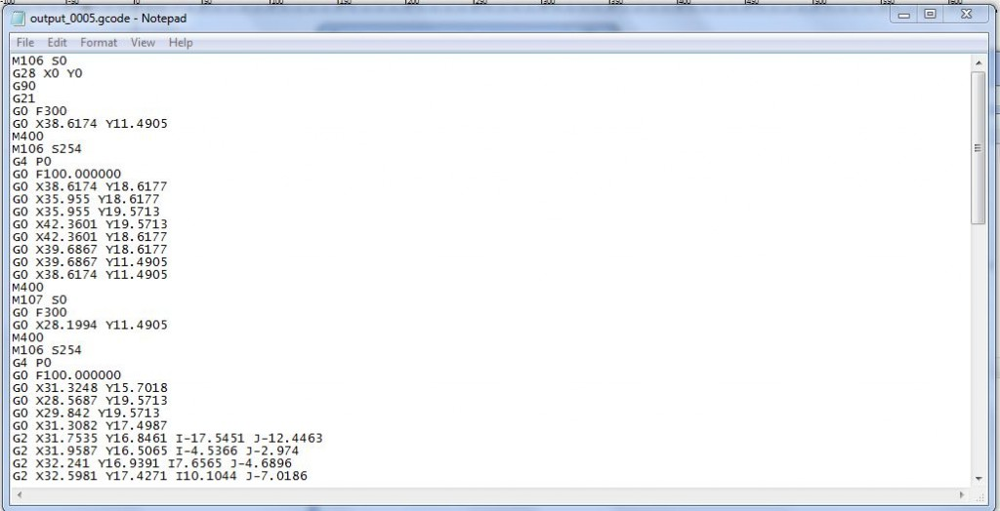 output_0005.gcode - Notepad
File Edit Format View Help
M106 S0
G28 X0 Y0
G90
G21
G0 F300
G0 X38.6174 Y11.4905
M400
M106 S254
G4 P0
G0 F100.000000
G0 X38.6174 Y18.6177
G0 X35.955 Y18.6177
G0 X35.955 Y19.5713
G0 X42.3601 Y19.5713
G0 X42.3601 Y18.6177
G0 X39.6867 Y18.6177
G0 X39.6867 Y11.4905
G0 X38.6174 Y11.4905
M400
M107 S0
G0 F300
G0 X28.1994 Y11.4905
M400
M106 S254
G4 P0
G0 F100.000000
G0 X31.3248 Y15.7018
G0 X28.5687 Y19.5713
G0 X29.842 Y19.5713
G0 X31.3082 Y17.4987
G2 X31.7535 Y16.8461 I-17.5451 J-12.4463
G2 X31.9587 Y16.5065 I-4.5366 J-2.974
G2 X32.241 Y16.9391 I7.6565 J-4.6896
G2 X32.5981 Y17.4271 I10.1044 J-7.0186